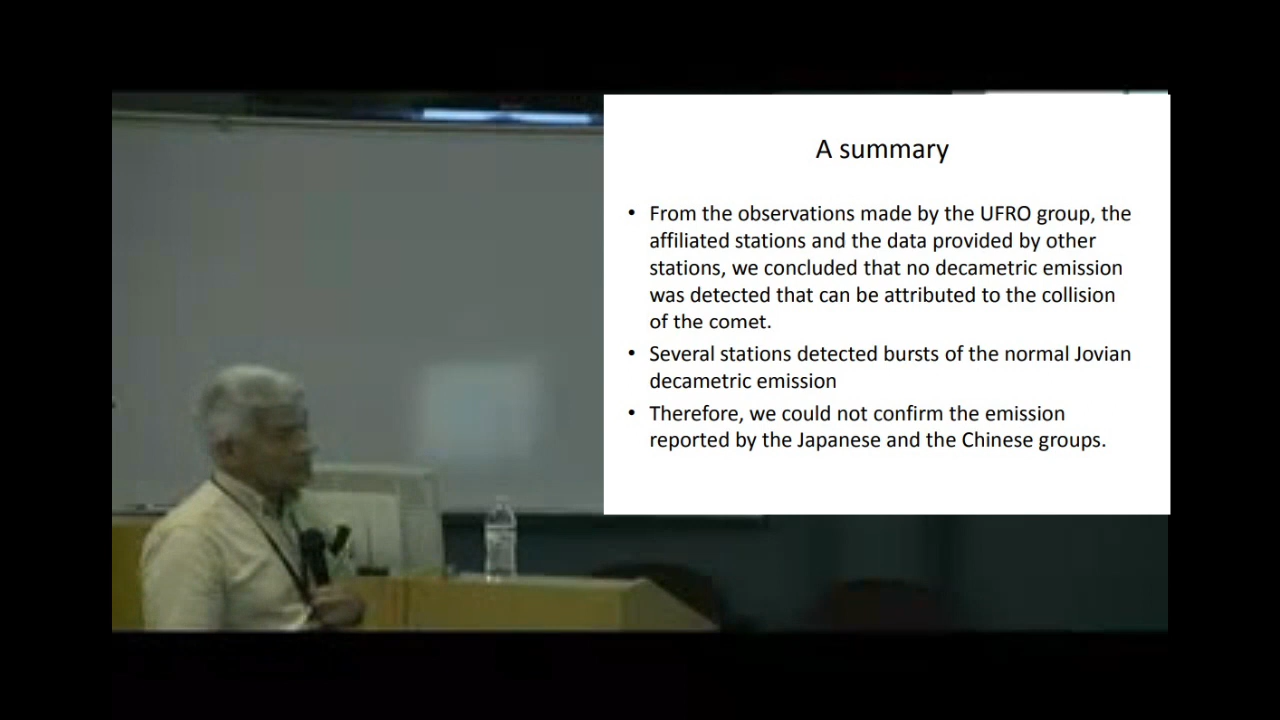 A summary
• From the observations made by the UFRO group, the
affiliated stations and the data provided by other
stations, we concluded that no decametric emission
was detected that can be attributed to the collision
of the comet.
• Several stations detected bursts of the normal Jovian
decametric emission
• Therefore, we could not confirm the emission
reported by the Japanese and the Chinese groups.